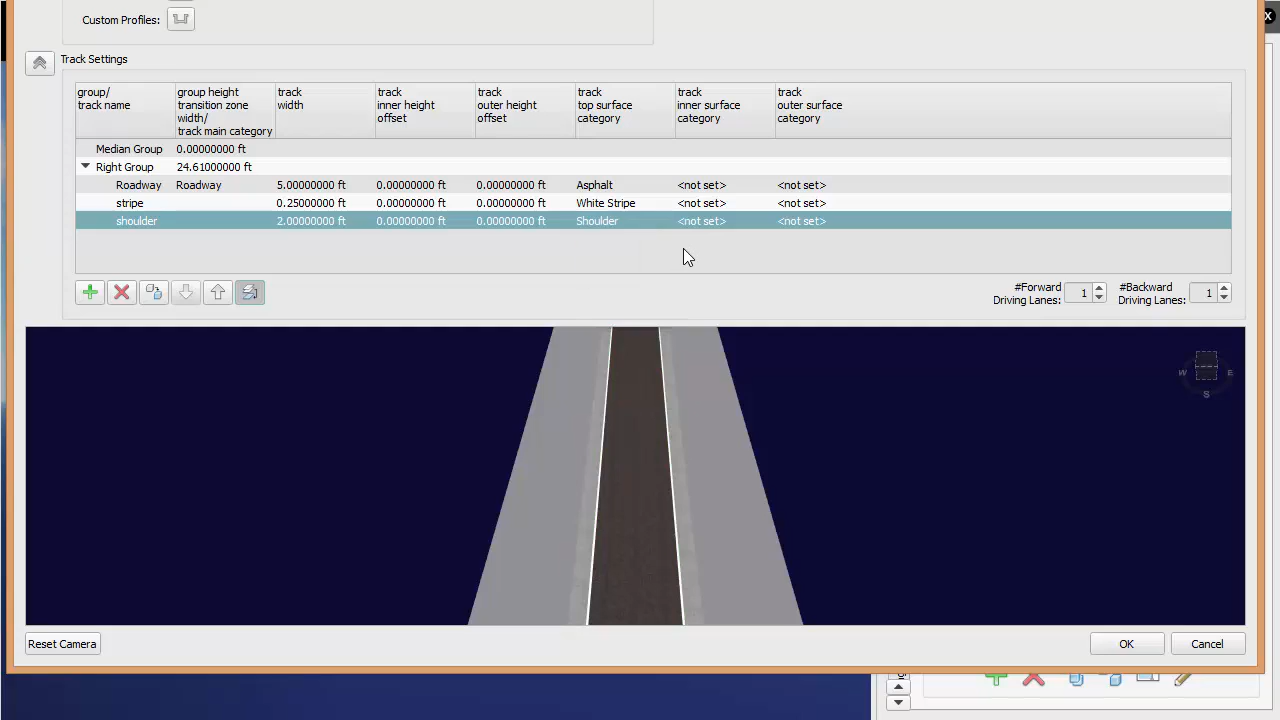 Custom Profiles:
X
Track Settings
group/ track name
group height transition zone width/ track main category
track width
track inner height offset
track outer height offset
track top surface category
track inner surface category
track outer surface category
Median Group 0.00000000 ft
Right Group 24.61000000 ft
Roadway Roadway 5.00000000 ft 0.00000000 ft 0.00000000 ft Asphalt <not set> <not set>
stripe 0.25000000 ft 0.00000000 ft 0.00000000 ft White Stripe <not set> <not set>
shoulder 2.00000000 ft 0.00000000 ft 0.00000000 ft Shoulder <not set> <not set>
#Forward Driving Lanes: 1
#Backward Driving Lanes: 1
W E
S
Reset Camera OK Cancel